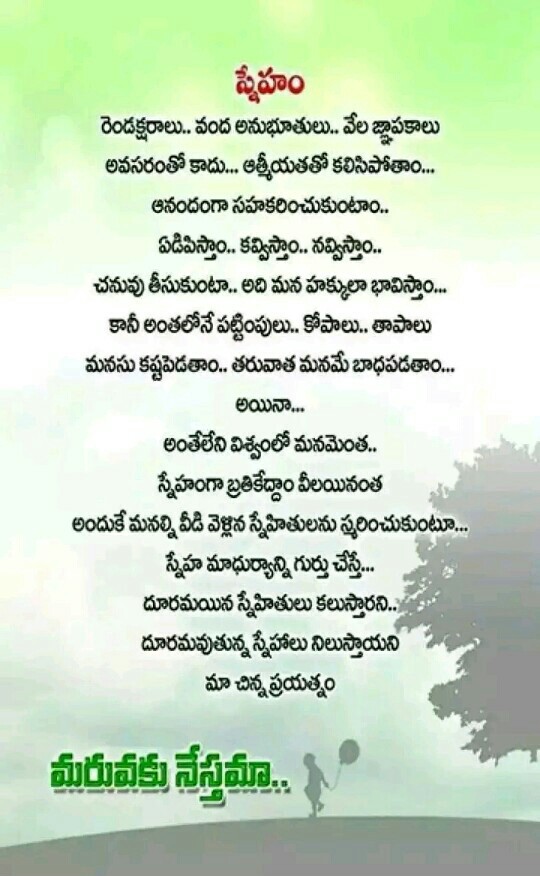 స్నేహం
రెండక్షరాలు.. వంద అనుభూతులు.. వేల జ్ఞాపకాలు
అవసరంతో కాదు... ఆత్మీయతతో కలిసిపోతాం...
ఆనందంగా సహకరించుకుంటాం..
ఏడిపిస్తాం.. కవ్విస్తాం.. నవ్విస్తాం..
చనువు తీసుకుంటా.. అది మన హక్కులా భావిస్తాం...
కానీ అంతలోనే పట్టింపులు.. కోపాలు.. తాపాలు
మనసు కష్టపెడతాం.. తరువాత మనమే బాధపడతాం...
అయినా...
అంతేలేని విశ్వంలో మనమెంత..
స్నేహంగా బ్రతికేద్దాం వీలయినంత
అందుకే మనల్ని వీడి వెళ్లిన స్నేహితులను స్మరించుకుంటూ...
స్నేహ మాధుర్యాన్ని గుర్తు చేస్తే...
దూరమయిన స్నేహితులు కలుస్తారని..
దూరమవుతున్న స్నేహాలు నిలుస్తాయని
మా చిన్న ప్రయత్నం
మరువకు నేస్తమా..